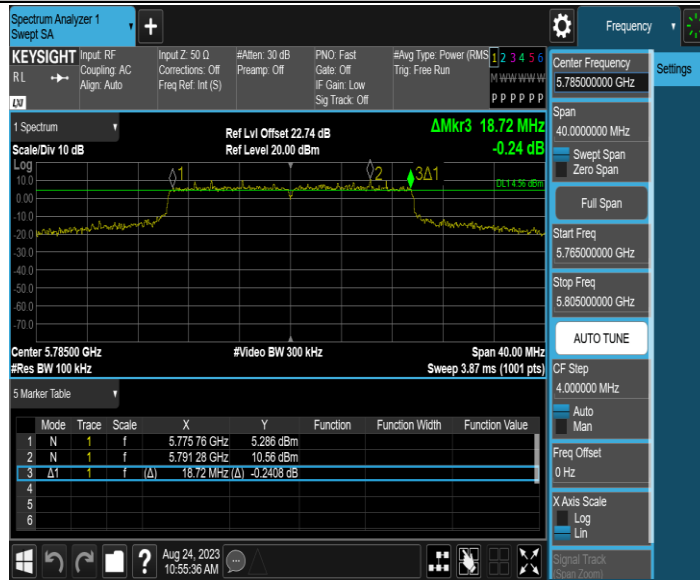 Spectrum Analyzer 1
Swept SA
+
Frequency
KEYSIGHT
Input: RF
Input Z: 50 Ω
#Atten: 30 dB
PNO: Fast
#Avg Type: Power (RMS
1 2 3 4 5 6
RL
Coupling: AC
Corrections: Off
Preamp: Off
Gate: Off
Trig: Free Run
M W W W W W
Align: Auto
Freq Ref: Int (S)
IF Gain: Low
Sig Track: Off
P P P P P P
LXI
Center Frequency
5.785000000 GHz
Settings
Span
40.0000000 MHz
Swept Span
Zero Span
Full Span
Start Freq
5.765000000 GHz
Stop Freq
5.805000000 GHz
AUTO TUNE
CF Step
4.000000 MHz
Auto
Man
Freq Offset
0 Hz
X Axis Scale
Log
Lin
Signal Track
(Span Zoom)
1 Spectrum
Ref Lvl Offset 22.74 dB
ΔMkr3 18.72 MHz
Scale/Div 10 dB
Ref Level 20.00 dBm
-0.24 dB
Log
1
2
3Δ1
10.0
DL1 4.56 dBm
0.00
-10.0
-20.0
-30.0
-40.0
-50.0
-60.0
-70.0
Center 5.78500 GHz
#Video BW 300 kHz
Span 40.00 MHz
#Res BW 100 kHz
Sweep 3.87 ms (1001 pts)
5 Marker Table
Mode Trace Scale X Y Function Function Width Function Value
1 N 1 f 5.775 76 GHz 5.286 dBm
2 N 1 f 5.791 28 GHz 10.56 dBm
3 Δ1 1 f (Δ) 18.72 MHz (Δ) -0.2408 dB
4
5
6
?
Aug 24, 2023
10:55:36 AM